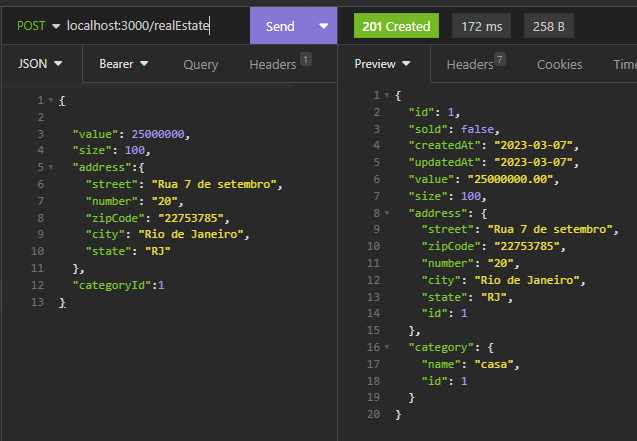 POST localhost:3000/realEstate Send
JSON Bearer Query Headers 1
1 {
2
3 "value": 25000000,
4 "size": 100,
5 "address":{
6 "street": "Rua 7 de setembro",
7 "number": "20",
8 "zipCode": "22753785",
9 "city": "Rio de Janeiro",
10 "state": "RJ"
11 },
12 "categoryId":1
13 }
201 Created 172 ms 258 B
Preview Headers 7 Cookies Time
1 {
2 "id": 1,
3 "sold": false,
4 "createdAt": "2023-03-07",
5 "updatedAt": "2023-03-07",
6 "value": "25000000.00",
7 "size": 100,
8 "address": {
9 "street": "Rua 7 de setembro",
10 "zipCode": "22753785",
11 "number": "20",
12 "city": "Rio de Janeiro",
13 "state": "RJ",
14 "id": 1
15 },
16 "category": {
17 "name": "casa",
18 "id": 1
19 }
20 }